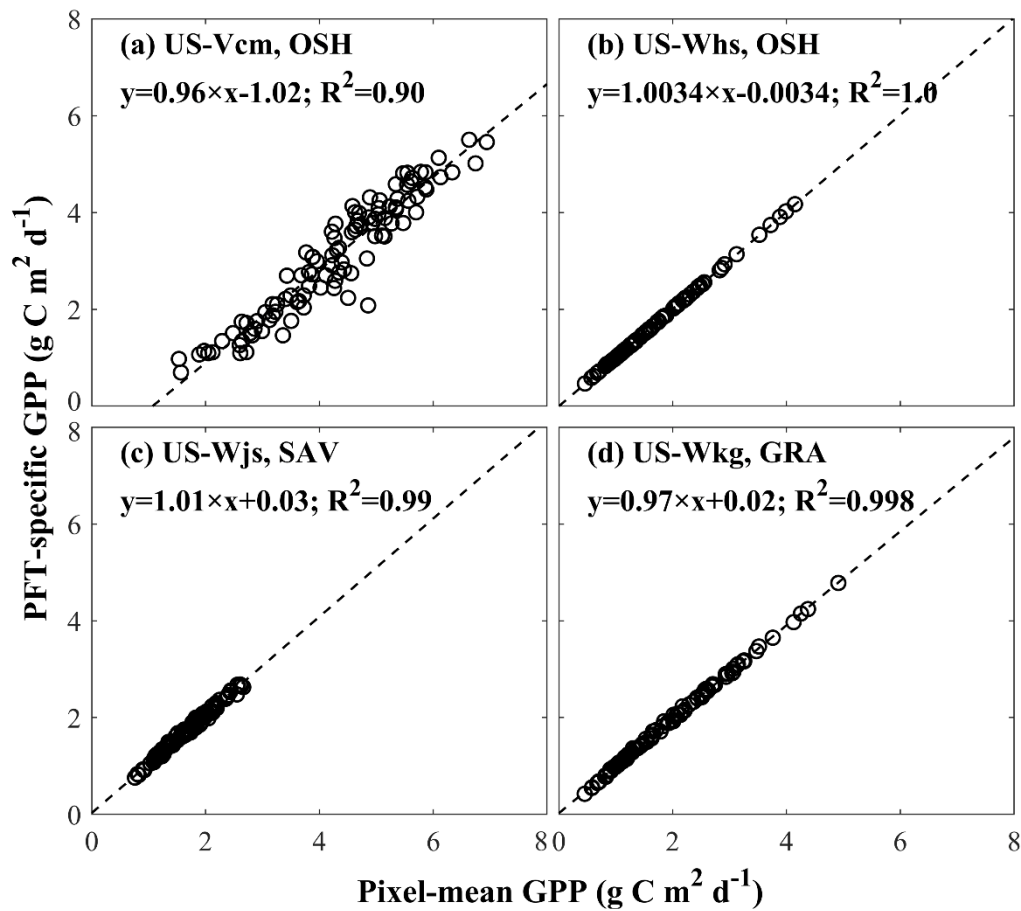 PFT-specific GPP (g C m² d⁻¹)
8
6
4
2
0
(a) US-Vcm, OSH
y=0.96×x-1.02; R²=0.90
(b) US-Whs, OSH
y=1.0034×x-0.0034; R²=1.0
8
6
4
2
0
(c) US-Wjs, SAV
y=1.01×x+0.03; R²=0.99
(d) US-Wkg, GRA
y=0.97×x+0.02; R²=0.998
0 2 4 6 8 0 2 4 6 8
Pixel-mean GPP (g C m² d⁻¹)